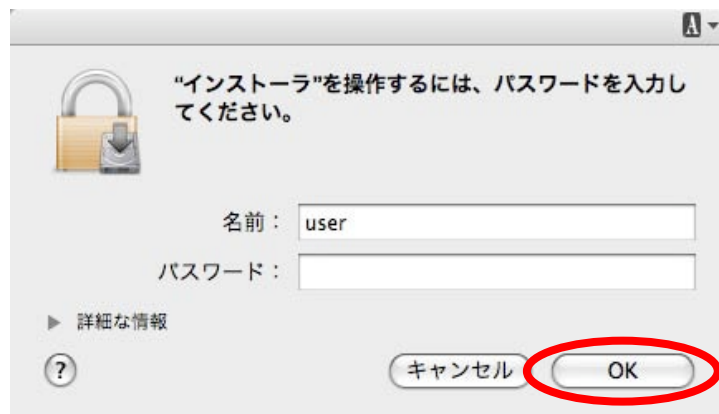 A
“インストーラ”を操作するには、パスワードを入力し
てください。
名前： user
パスワード：
詳細な情報
?
キャンセル
OK